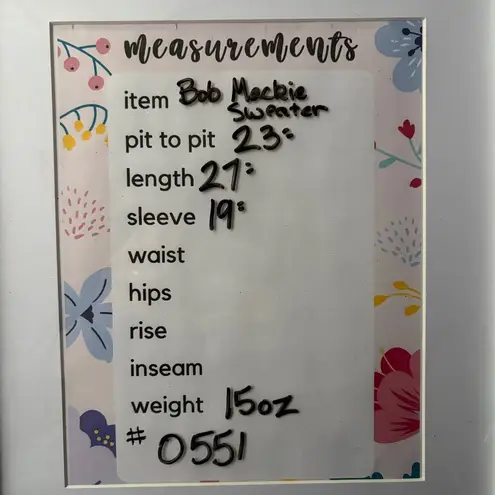 measurements
item Bob Mackie
Sweater
pit to pit 23"
length 27"
sleeve 19"
waist
hips
rise
inseam
weight 15oz
# 0551